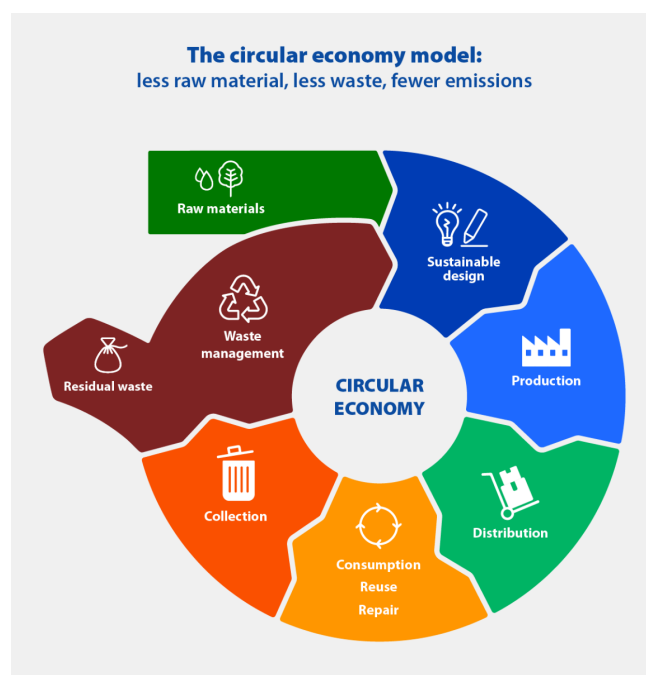 The circular economy model:
less raw material, less waste, fewer emissions
Raw materials
Sustainable
design
Production
Distribution
Consumption
Reuse
Repair
Collection
Waste
management
Residual waste
CIRCULAR
ECONOMY